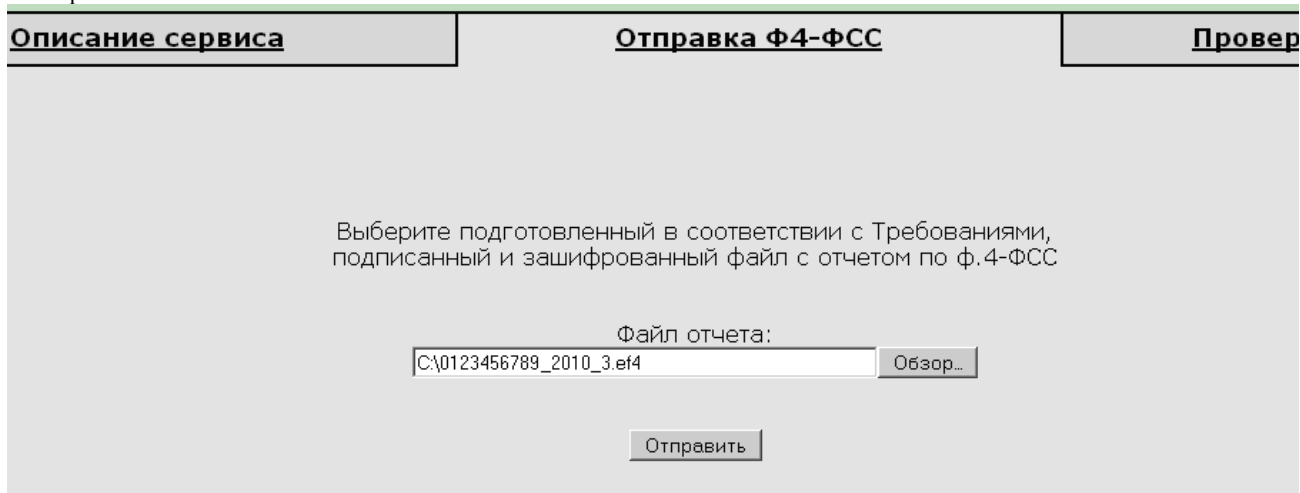 Описание сервиса
Отправка Ф4-ФСС
Выберите подготовленный в соответствии с Требованиями,
подписанный и зашифрованный файл с отчетом по ф.4-ФСС
Файл отчета:
C:\0123456789_2010_3.ef4
Обзор...
Отправить